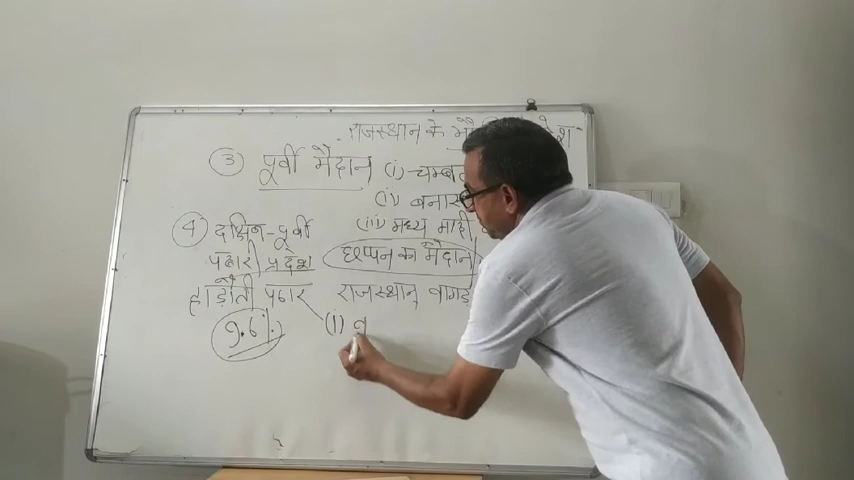 राजस्थान के
③ पूर्वी मैदान (i) चम्बल
(ii) बनास
④ दक्षिण-पूर्वी (iii) मध्य माही
पठारी प्रदेश छप्पन का मैदान
हाड़ौती पठार राजस्थान वागड़
9.6%. (i)